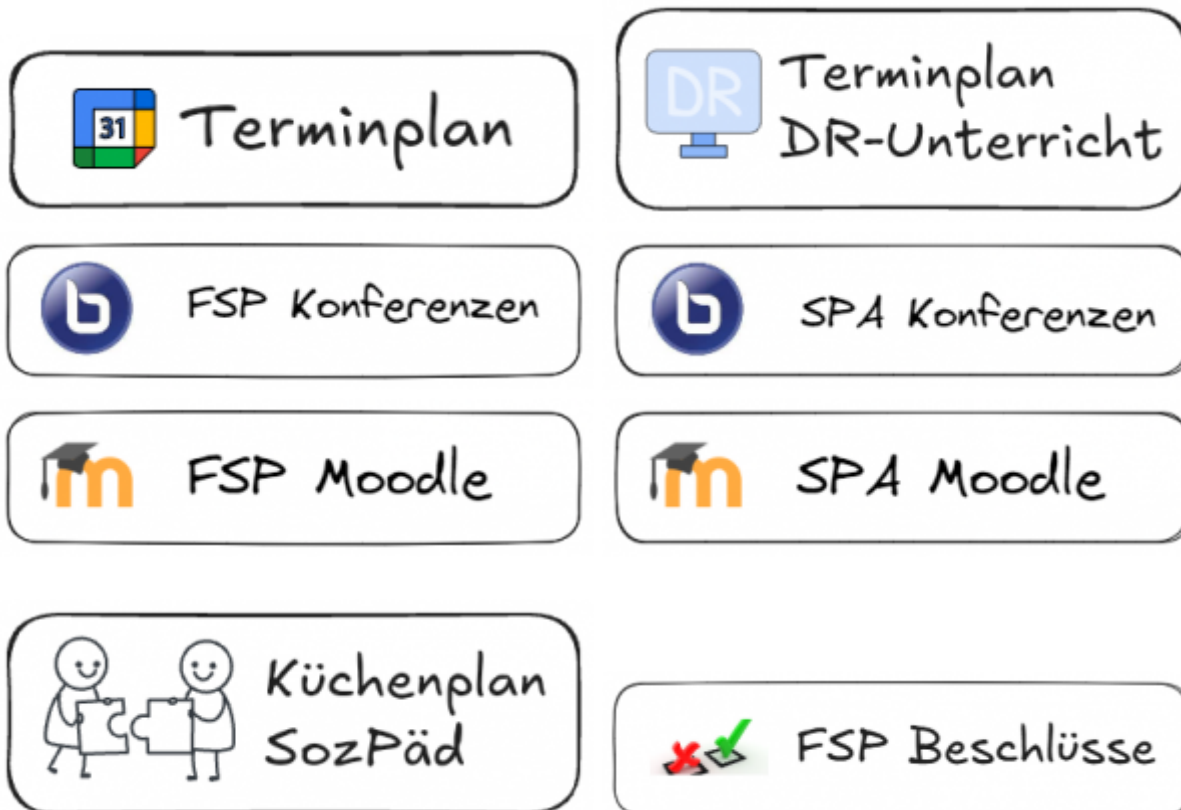 31
Terminplan
DR
Terminplan
DR-Unterricht
b
FSP Konferenzen
b
SPA Konferenzen
m
FSP Moodle
m
SPA Moodle
Küchenplan
SozPäd
FSP Beschlüsse